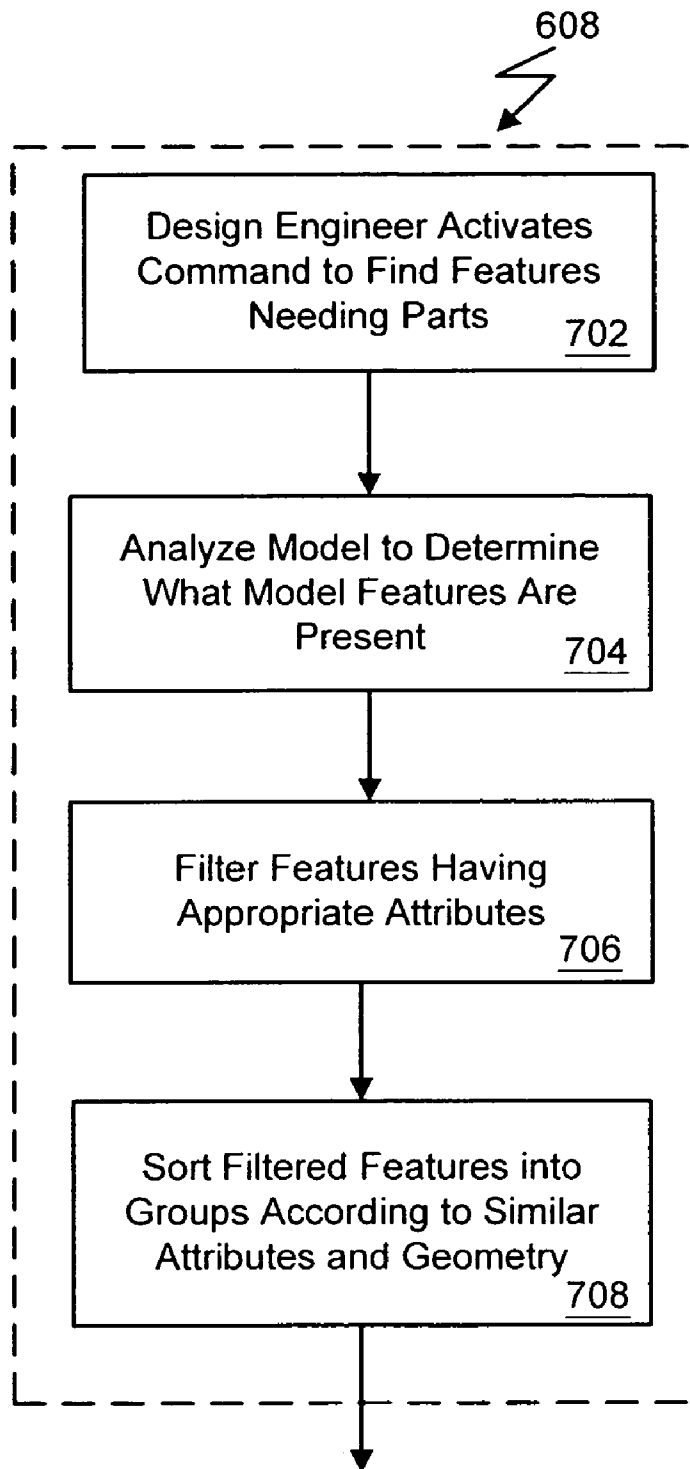 608
Design Engineer Activates
Command to Find Features
Needing Parts
702
Analyze Model to Determine
What Model Features Are
Present
704
Filter Features Having
Appropriate Attributes
706
Sort Filtered Features into
Groups According to Similar
Attributes and Geometry
708